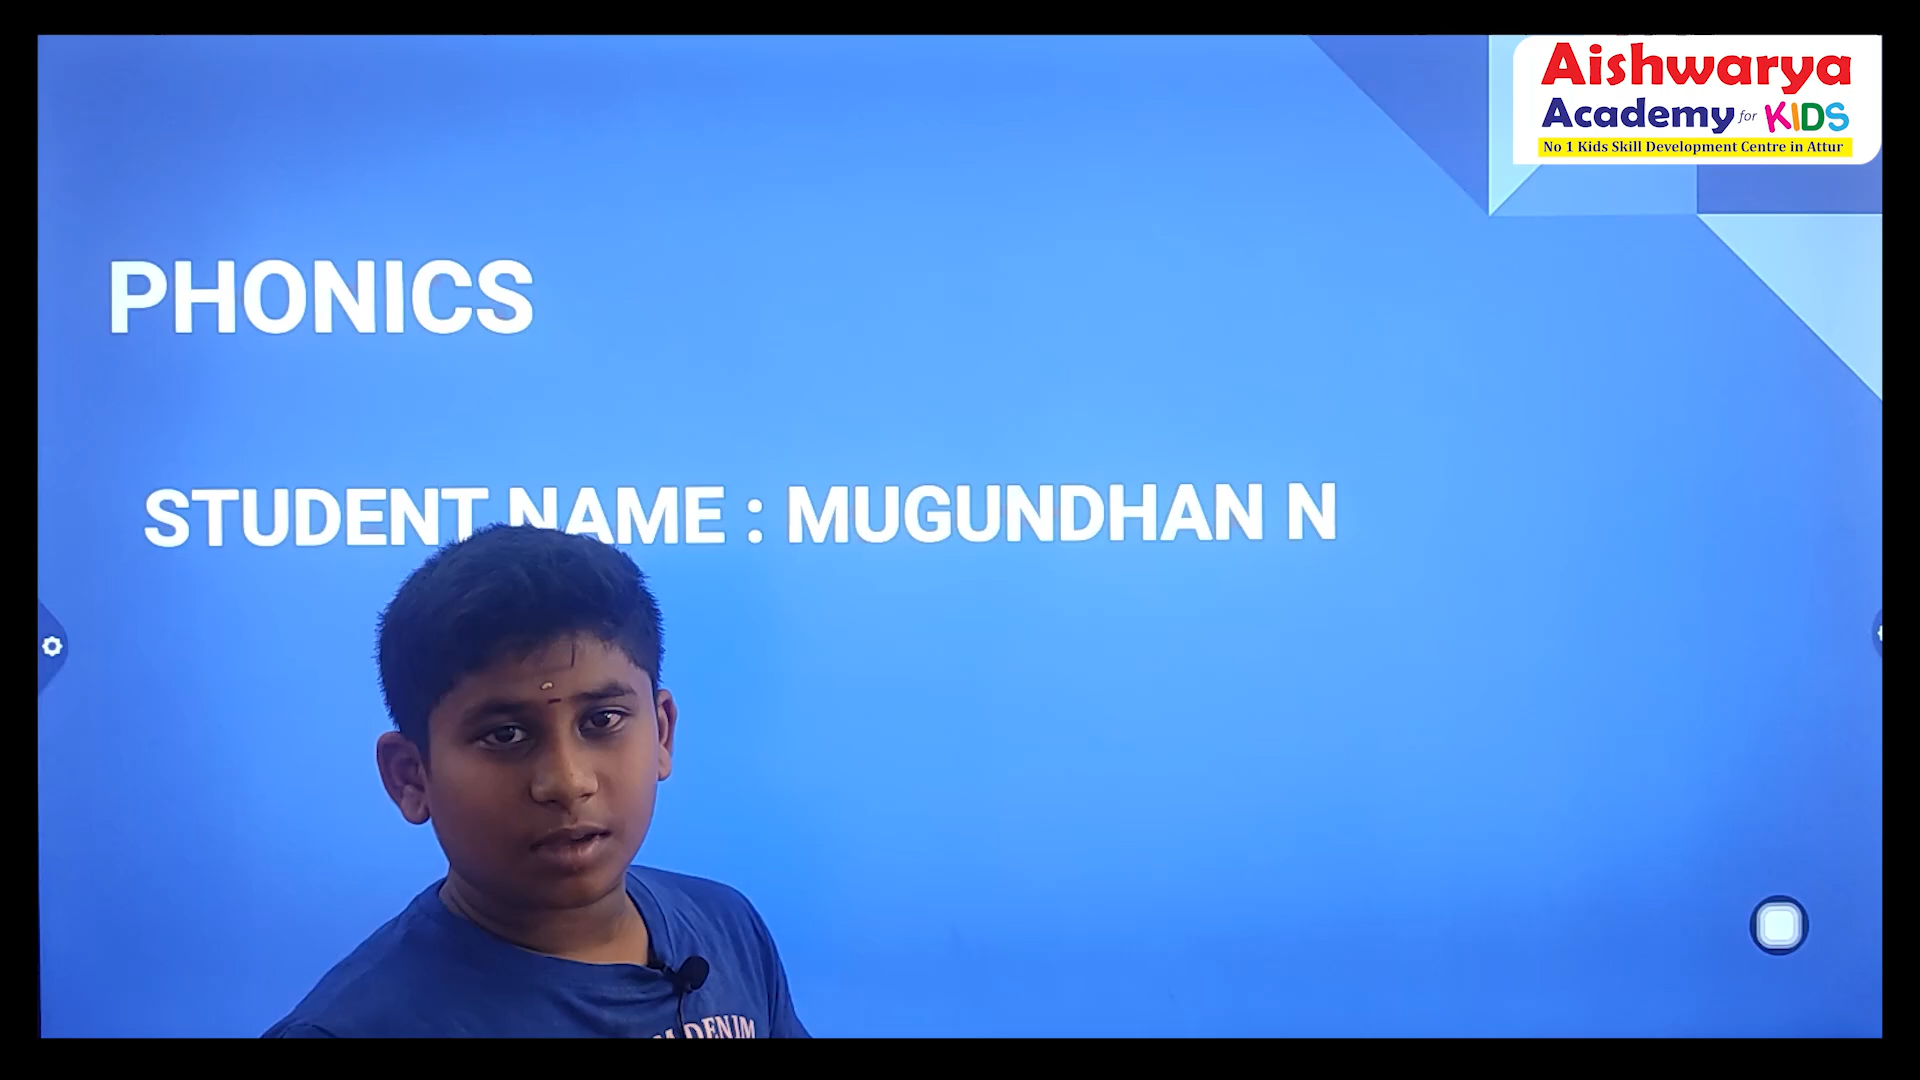 Aishwarya
Academy for KIDS
No 1 Kids Skill Development Centre in Attur
PHONICS
STUDENT NAME : MUGUNDHAN N
DENIM